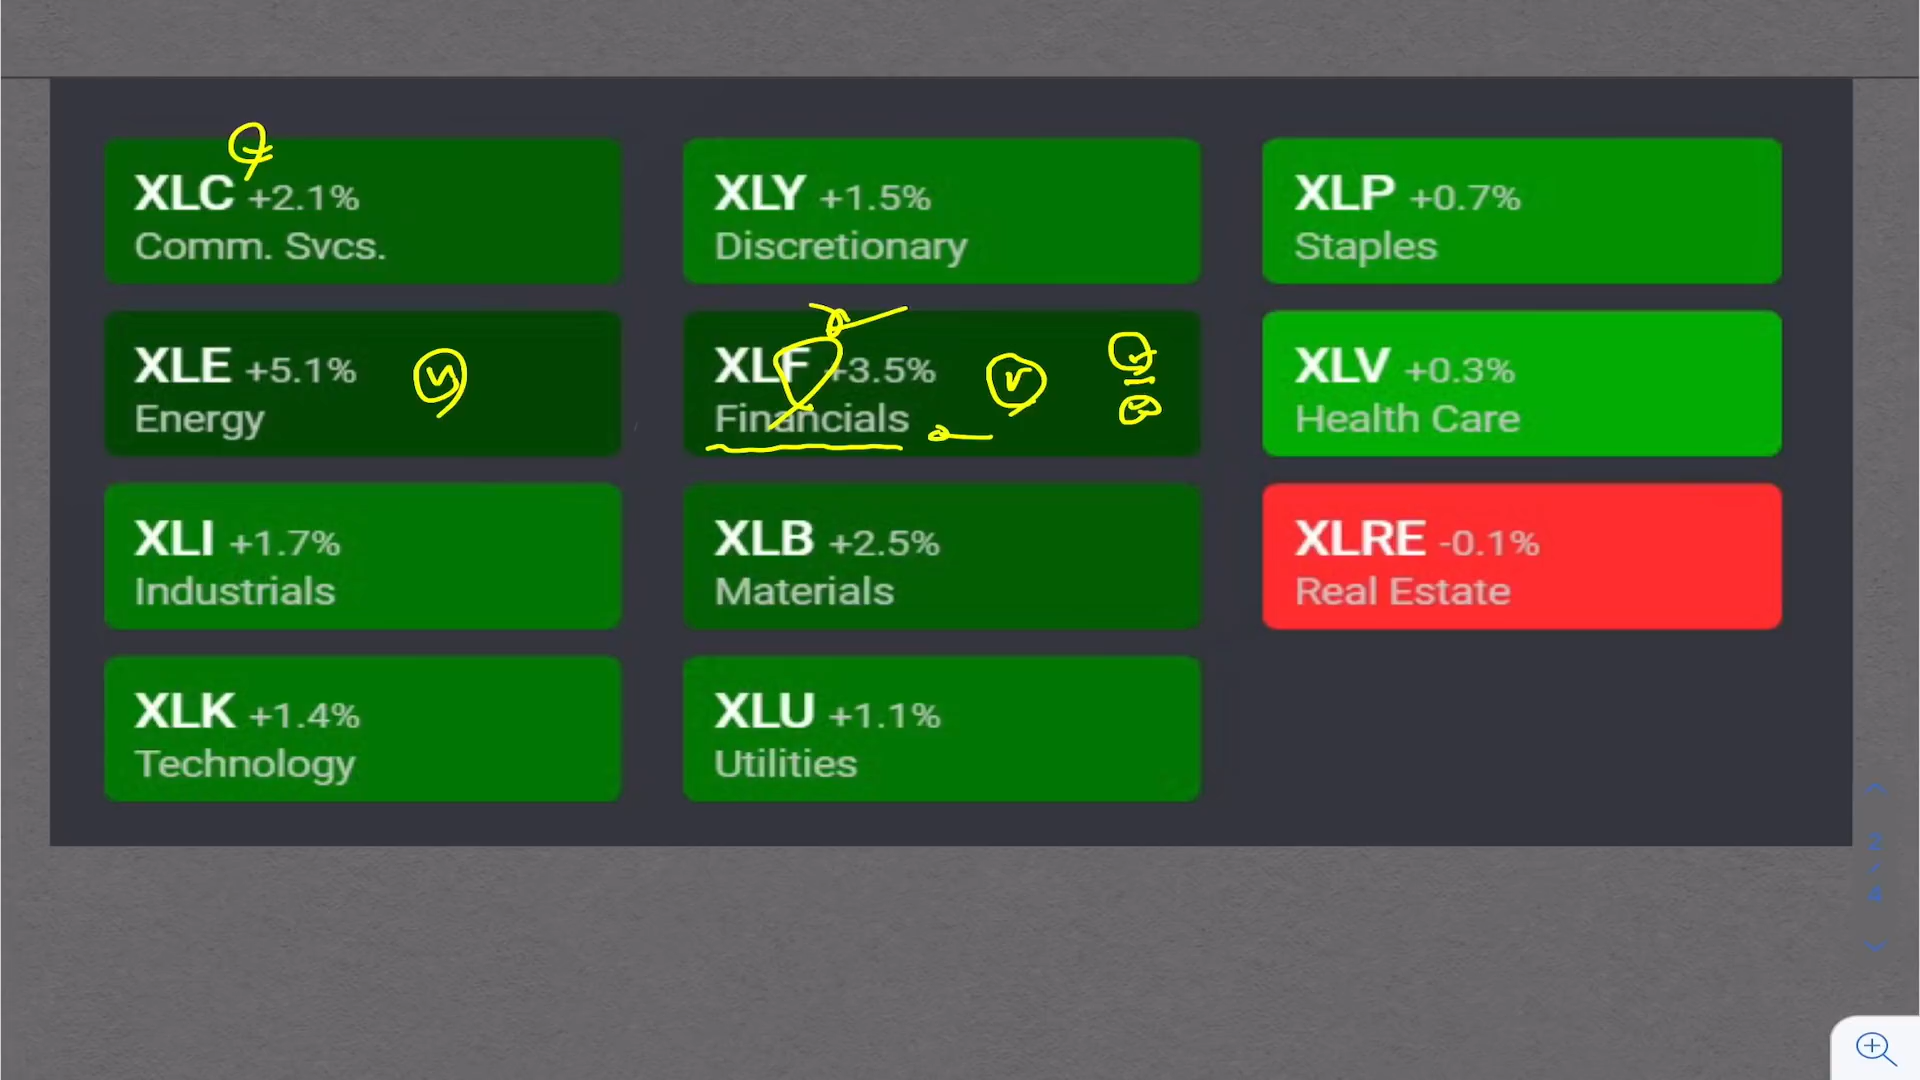 XLC +2.1%
Comm. Svcs.
XLY +1.5%
Discretionary
XLP +0.7%
Staples
XLE +5.1%
Energy
XLF +3.5%
Financials
XLV +0.3%
Health Care
XLI +1.7%
Industrials
XLB +2.5%
Materials
XLRE -0.1%
Real Estate
XLK +1.4%
Technology
XLU +1.1%
Utilities